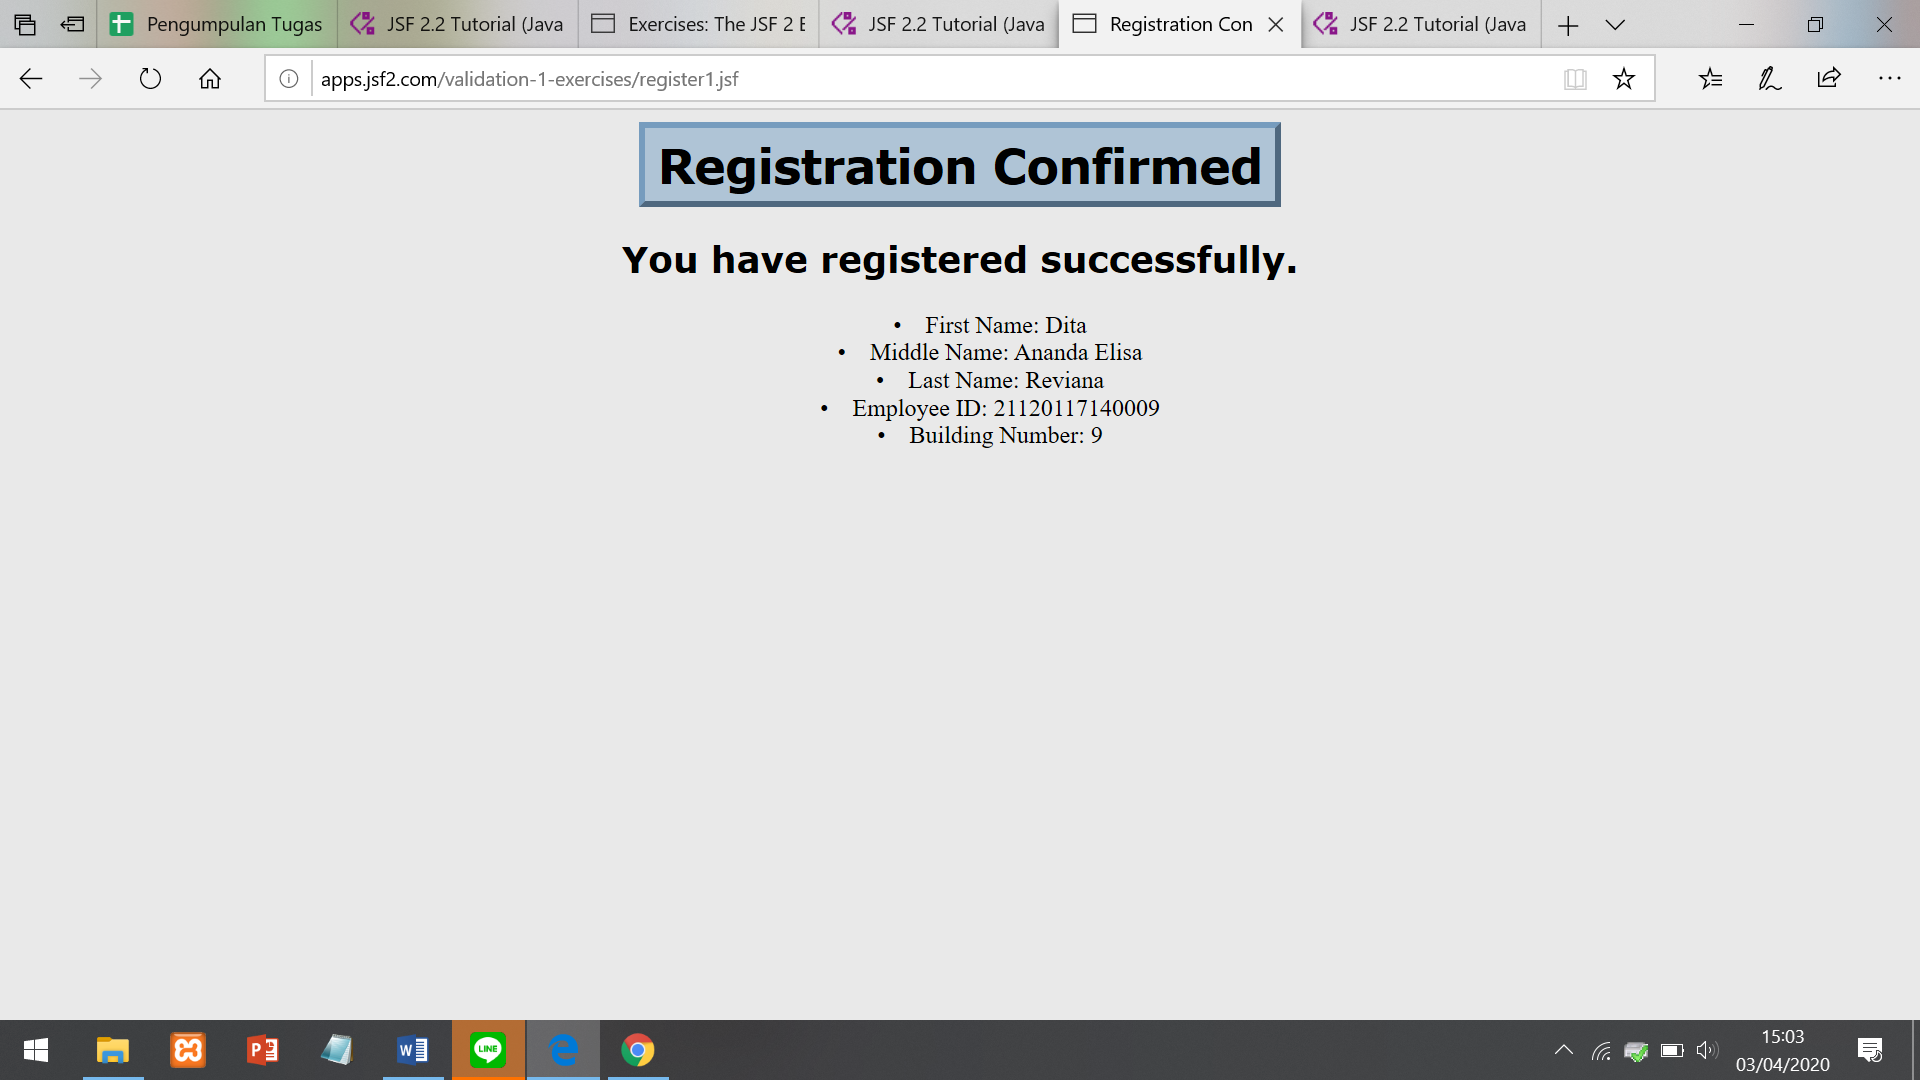 Pengumpulan Tugas
JSF 2.2 Tutorial (Java
Exercises: The JSF 2 E
JSF 2.2 Tutorial (Java
Registration Con
JSF 2.2 Tutorial (Java
apps.jsf2.com/validation-1-exercises/register1.jsf
Registration Confirmed
You have registered successfully.
• First Name: Dita
• Middle Name: Ananda Elisa
• Last Name: Reviana
• Employee ID: 21120117140009
• Building Number: 9
LINE
15:03
03/04/2020